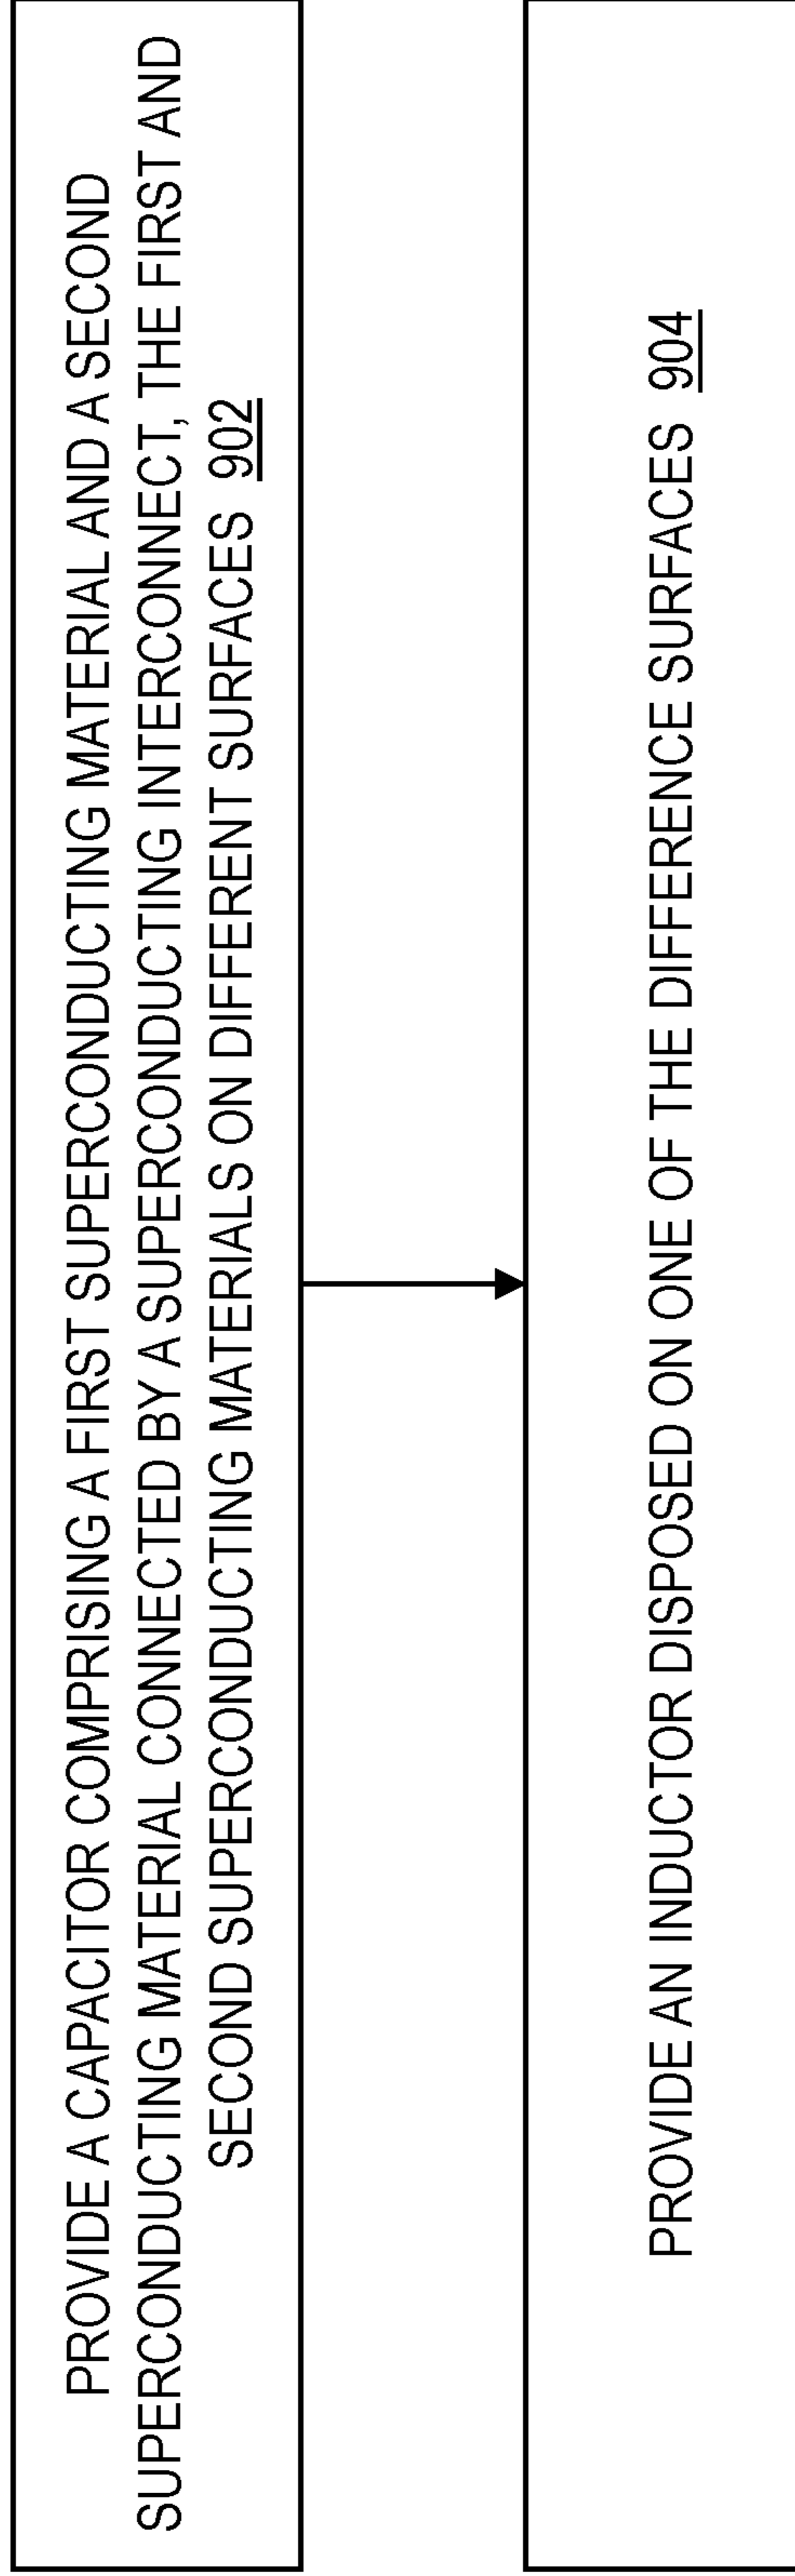 PROVIDE A CAPACITOR COMPRISING A FIRST SUPERCONDUCTING MATERIAL AND A SECOND
SUPERCONDUCTING MATERIAL CONNECTED BY A SUPERCONDUCTING INTERCONNECT, THE FIRST AND
SECOND SUPERCONDUCTING MATERIALS ON DIFFERENT SURFACES 902
PROVIDE AN INDUCTOR DISPOSED ON ONE OF THE DIFFERENCE SURFACES 904